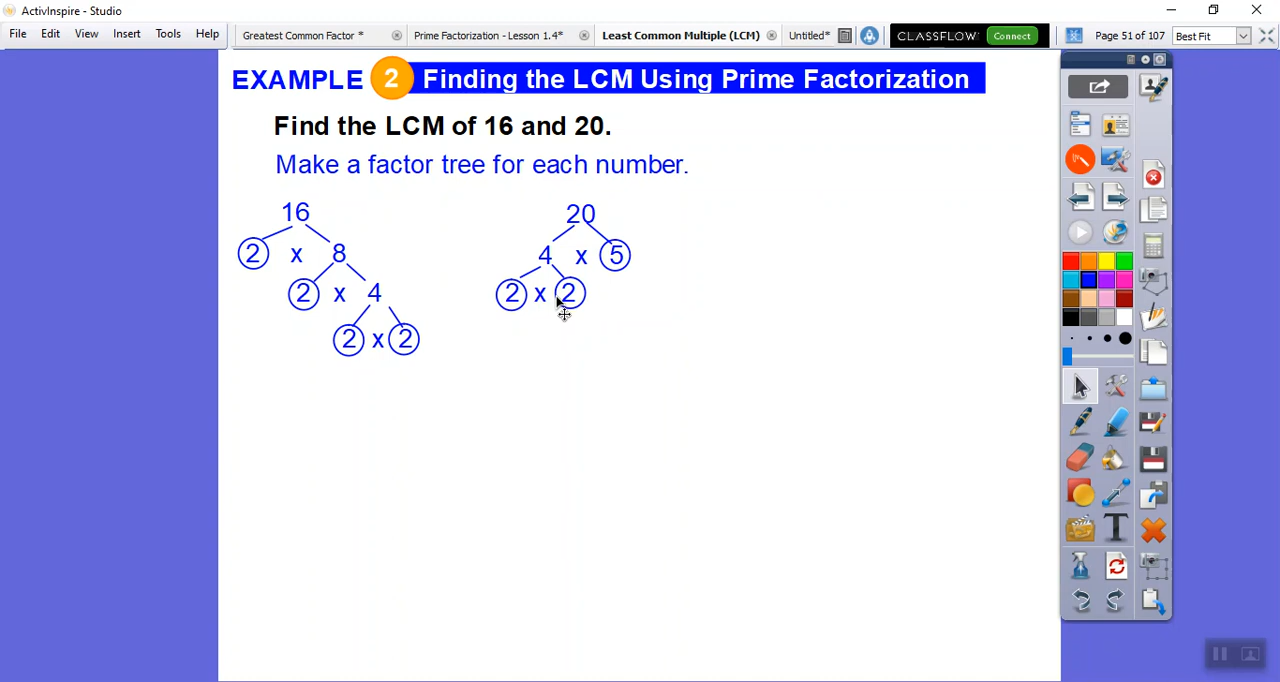 ActivInspire - Studio
File Edit View Insert Tools Help
Greatest Common Factor * Prime Factorization - Lesson 1.4* Least Common Multiple (LCM) Untitled* CLASSFLOW Connect Page 51 of 107 Best Fit
EXAMPLE 2 Finding the LCM Using Prime Factorization
Find the LCM of 16 and 20.
Make a factor tree for each number.
16 20
2 x 8 4 x 5
2 x 4 2 x 2
2 x 2